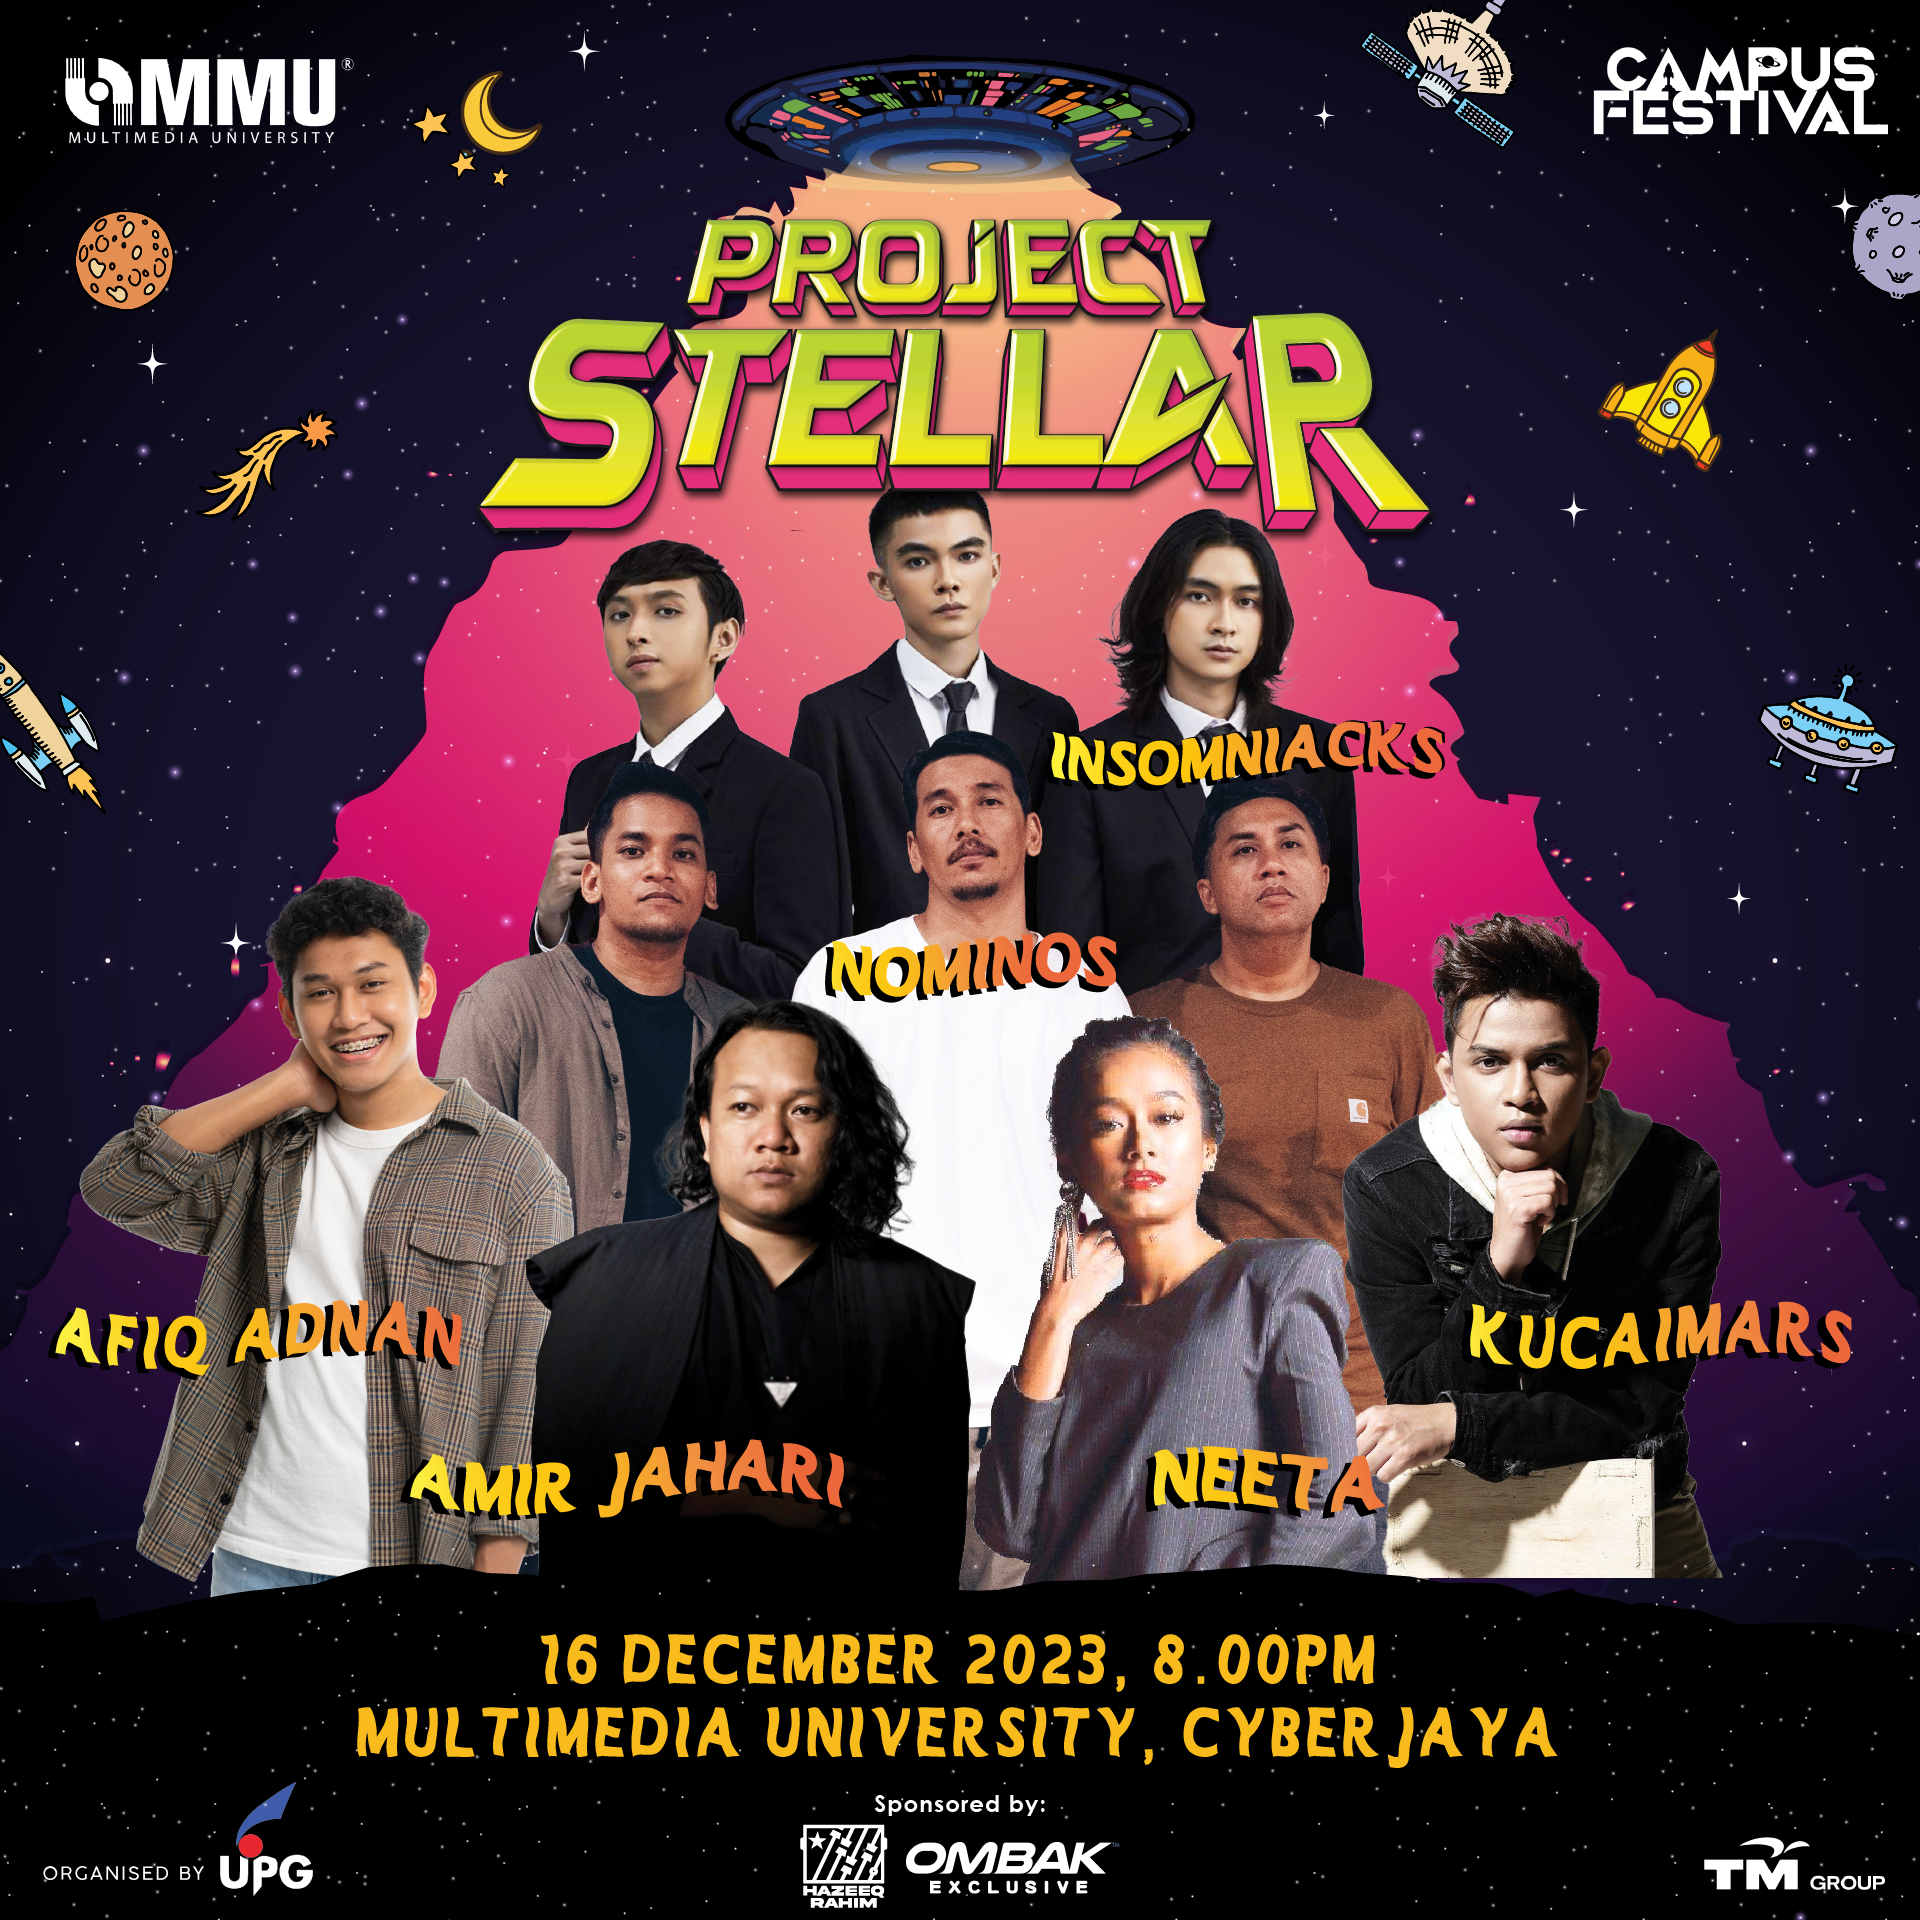 MMU®
MULTIMEDIA UNIVERSITY
CAMPUS
FESTIVAL
PROJECT
STELLAR
INSOMNIACKS
NOMINOS
AFIQ ADNAN
KUCAIMARS
AMIR JAHARI
NEETA
16 DECEMBER 2023, 8.00PM
MULTIMEDIA UNIVERSITY, CYBERJAYA
Sponsored by:
ORGANISED BY UPG
HAZEEQ
RAHIM
OMBAK™
EXCLUSIVE
TM GROUP